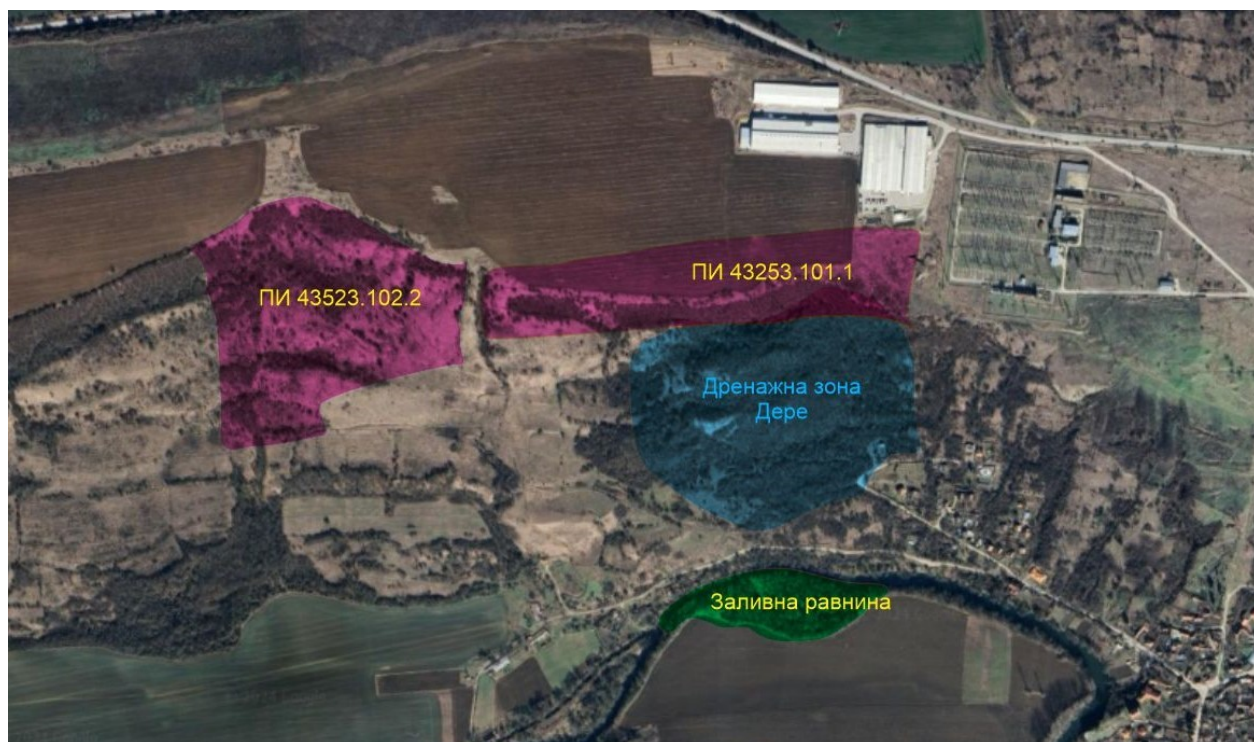 ПИ 43253.101.1
ПИ 43523.102.2
Дренажна зона
Дере
Заливна равнина